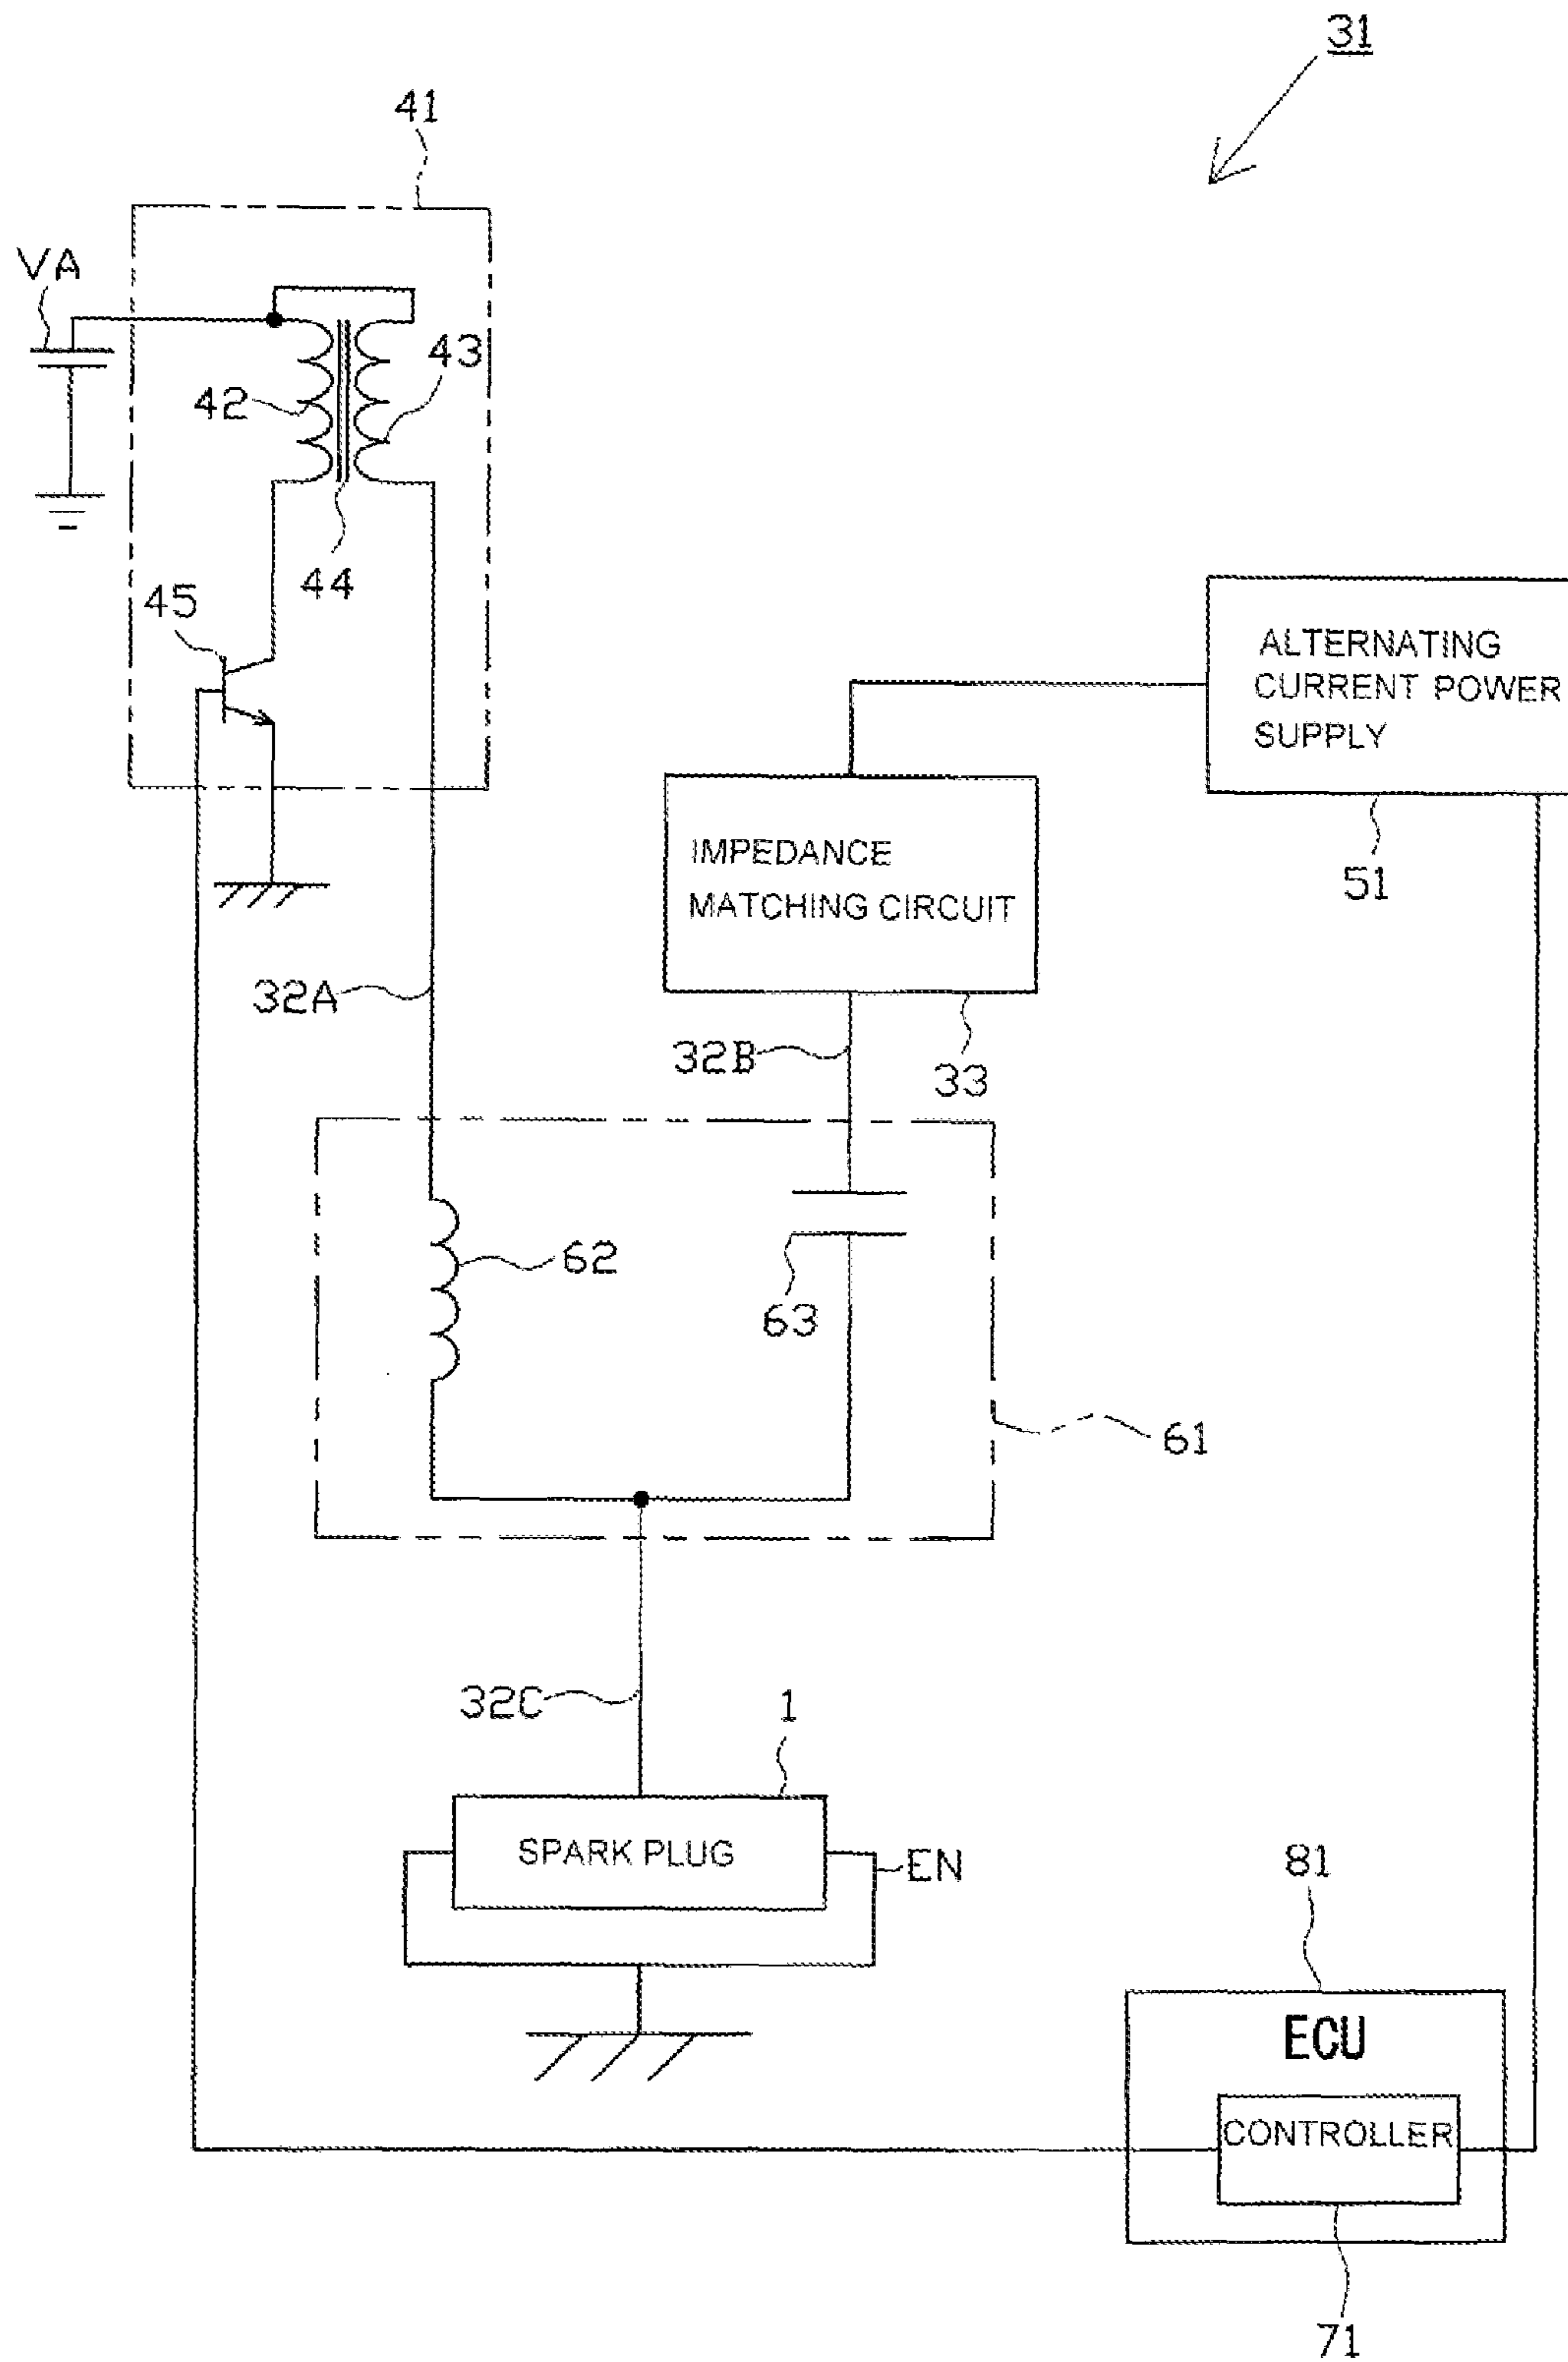 31
41
VA
43
42
44
45
ALTERNATING
CURRENT POWER
SUPPLY
51
IMPEDANCE
MATCHING CIRCUIT
32A
32B
33
62
63
61
32C
1
SPARK PLUG
EN
81
ECU
CONTROLLER
71